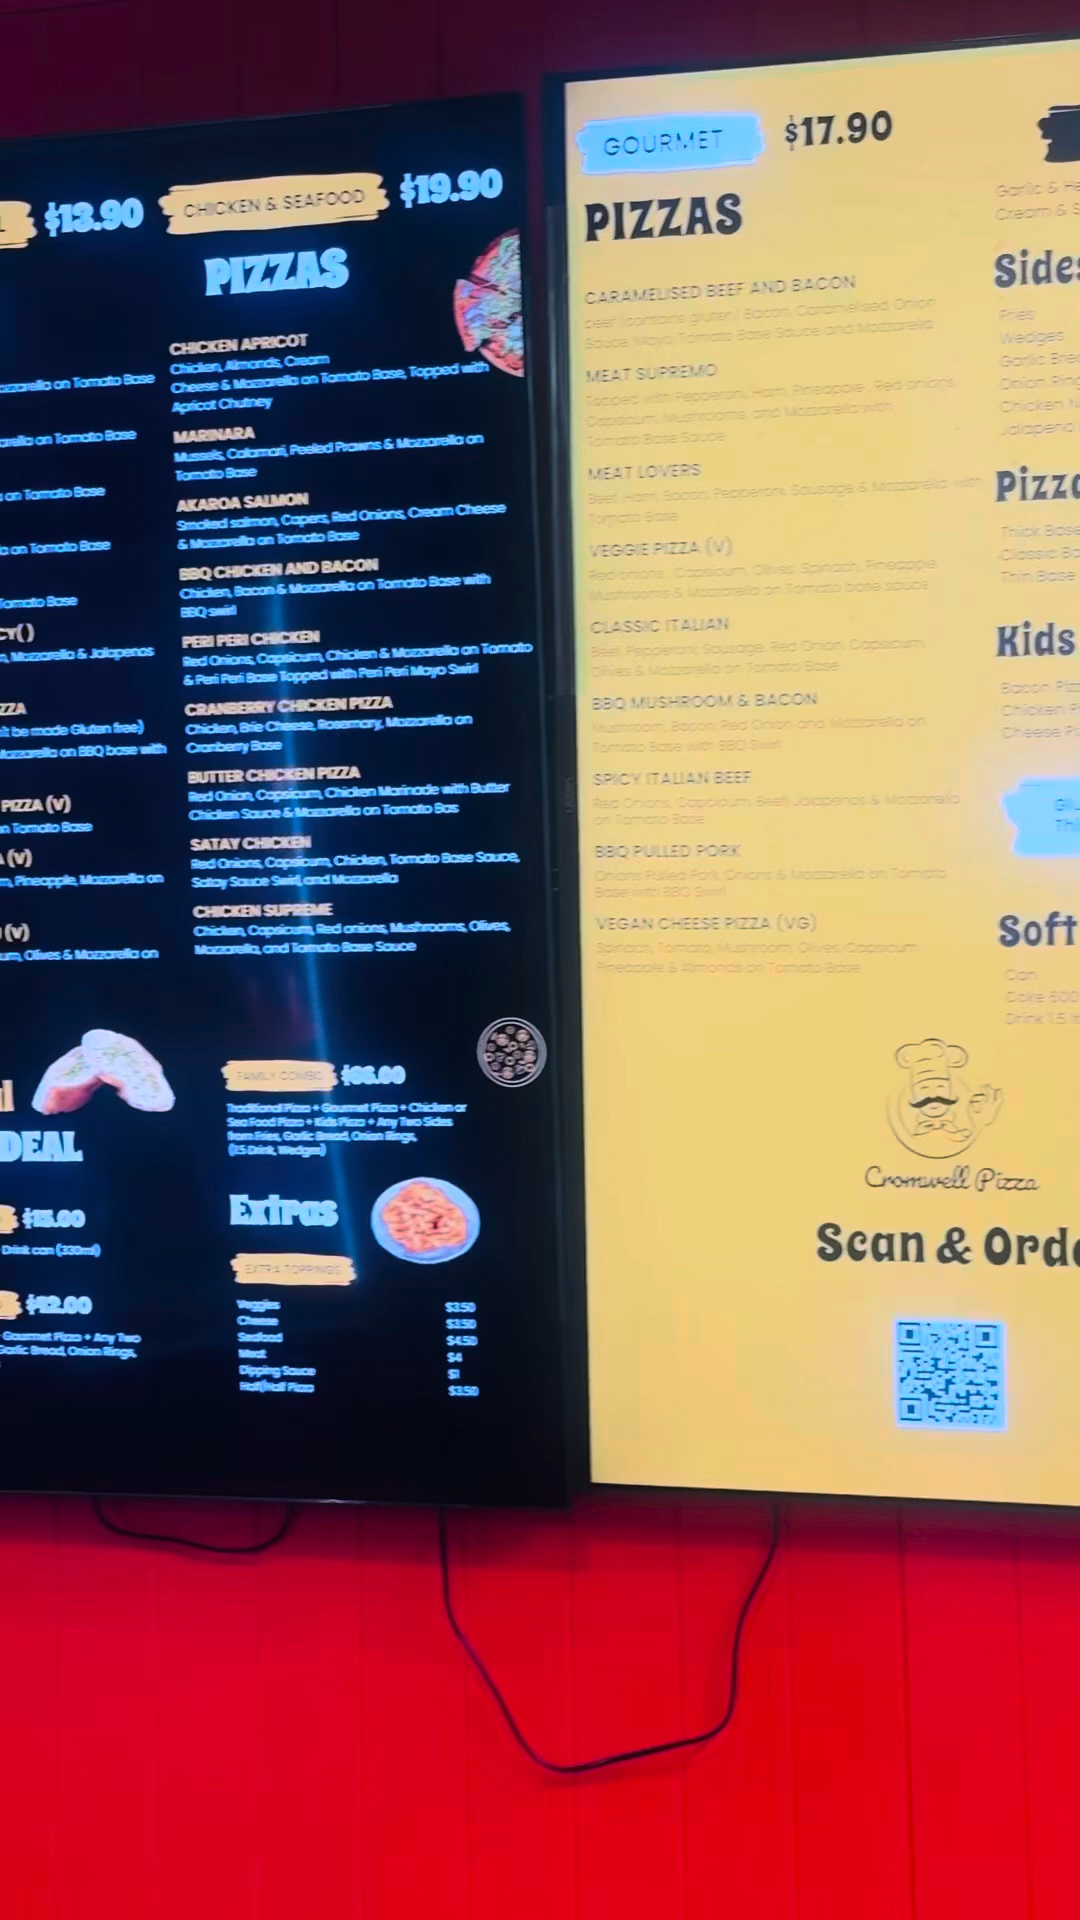 $13.90
CHICKEN & SEAFOOD $19.90
PIZZAS
CHICKEN APRICOT
Chicken, Almonds, Cream
Cheese & Mozzarella on Tomato Base, Topped with
Apricot Chutney
MARINARA
Mussels, Calamari, Peeled Prawns & Mozzarella on
Tomato Base
AKAROA SALMON
Smoked salmon, Capers, Red Onions, Cream Cheese
& Mozzarella on Tomato Base
BBQ CHICKEN AND BACON
Chicken, Bacon & Mozzarella on Tomato Base with
BBQ swirl
PERI PERI CHICKEN
Red Onions, Capsicum, Chicken & Mozzarella on Tomato
& Peri Peri Base Topped with Peri Peri Mayo Swirl
CRANBERRY CHICKEN PIZZA
Chicken, Brie Cheese, Rosemary, Mozzarella on
Cranberry Base
BUTTER CHICKEN PIZZA
Red Onion, Capsicum, Chicken Marinade with Butter
Chicken Sauce & Mozzarella on Tomato Bas
SATAY CHICKEN
Red Onions, Capsicum, Chicken, Tomato Base Sauce,
Satay Sauce Swirl, and Mozzarella
CHICKEN SUPREME
Chicken, Capsicum, Red onions, Mushrooms, Olives,
Mozzarella, and Tomato Base Sauce
on Tomato Base
on Tomato Base
on Tomato Base
on Tomato Base
Tomato Base
Mozzarella & Jalapenos
be made Gluten free)
Mozzarella on BBQ base with
PIZZA (V)
Tomato Base
(V)
Pineapple, Mozzarella on
(V)
Olives & Mozzarella on
DEAL
$15.00
Drink can (330ml)
Gourmet Pizza + Any Two
Garlic Bread, Onion Rings,
FAMILY COMBO
Traditional Pizza + Gourmet Pizza + Chicken or
Sea Food Pizza + Kids Pizza + Any Two Sides
from Fries, Garlic Bread, Onion Rings,
(1.5 Drink, Wedges)
Extras
EXTRA TOPPINGS
Veggies $3.50
Cheese $3.50
Seafood $4.50
Meat $4
Dipping Sauce $1
Half/Half Pizza $3.50
GOURMET $17.90
PIZZAS
CARAMELISED BEEF AND BACON
beef (contains gluten) Bacon, Caramelised Onion
Sauce, Mayo, Tomato Base Sauce and Mozzarella
MEAT SUPREMO
Topped with Pepperoni, Ham, Pineapple, Red onions,
Capsicum, Mushrooms, and Mozzarella with
Tomato Base Sauce
MEAT LOVERS
Beef, Ham, Bacon, Pepperoni, Sausage & Mozzarella with
Tomato Base
VEGGIE PIZZA (V)
Red onions, Capsicum, Olives, Spinach, Pineapple,
Mushrooms & Mozzarella on Tomato base sauce
CLASSIC ITALIAN
Beef, Pepperoni, Sausage, Red Onion, Capsicum,
Olives & Mozzarella on Tomato Base
BBQ MUSHROOM & BACON
Mushroom, Bacon, Red Onion and Mozzarella on
Tomato Base with BBQ Swirl
SPICY ITALIAN BEEF
Red Onions, Capsicum, Beef, Jalapenos & Mozzarella
on Tomato Base
BBQ PULLED PORK
Onions Pulled Pork, Onions & Mozzarella on Tomato
Base with BBQ Swirl
VEGAN CHEESE PIZZA (VG)
Spinach, Tomato, Mushroom, Olives, Capsicum
Pineapple & Almonds on Tomato Base
Garlic &
Cream &
Sides
Fries
Wedges
Garlic
Onion
Chicken
Jalapeno
Pizza
Thick Base
Classic
Thin Base
Kids
Bacon
Chicken
Cheese
Soft
Can
Coke 600
Drink 1.5
Cromwell Pizza
Scan &